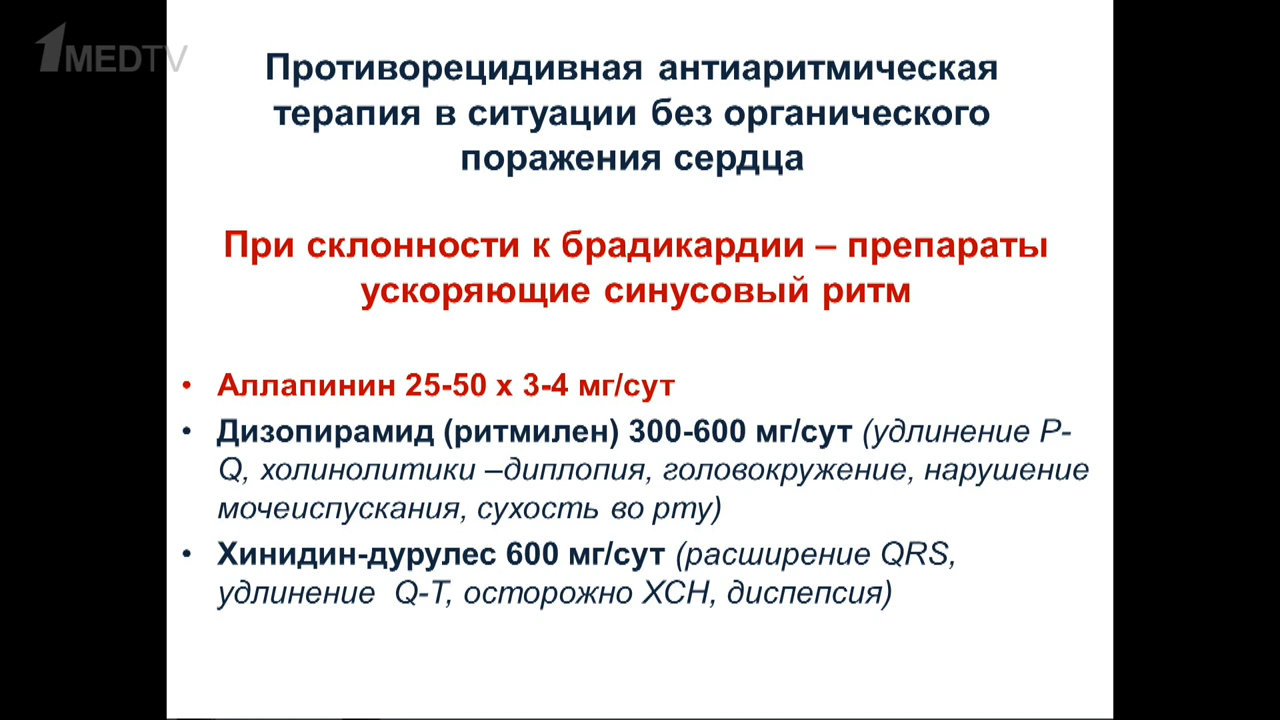 1MEDTV
Противорецидивная антиаритмическая
терапия в ситуации без органического
поражения сердца
При склонности к брадикардии – препараты
ускоряющие синусовый ритм
• Аллапинин 25-50 х 3-4 мг/сут
• Дизопирамид (ритмилен) 300-600 мг/сут (удлинение P-
Q, холинолитики –диплопия, головокружение, нарушение
мочеиспускания, сухость во рту)
• Хинидин-дурулес 600 мг/сут (расширение QRS,
удлинение  Q-T, осторожно ХСН, диспепсия)